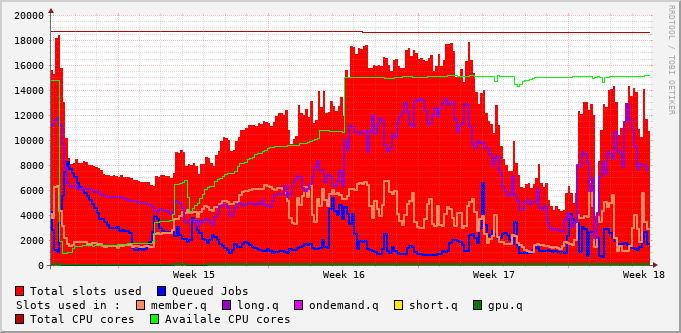 20000
18000
16000
14000
12000
10000
8000
6000
4000
2000
0
Week 15 Week 16 Week 17 Week 18
Total slots used Queued Jobs
Slots used in : member.q long.q ondemand.q short.q gpu.q
Total CPU cores Availale CPU cores
RRDTOOL / TOBI OETIKER